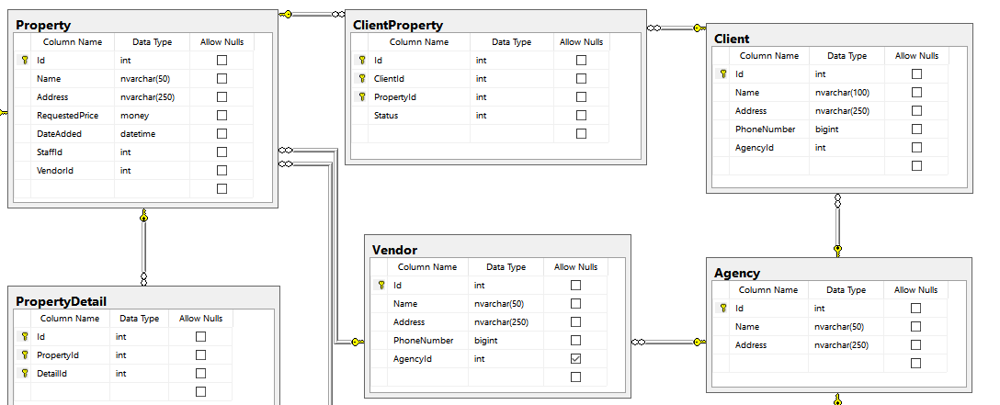 Property
Column Name Data Type Allow Nulls
Id int
Name nvarchar(50)
Address nvarchar(250)
RequestedPrice money
DateAdded datetime
StaffId int
VendorId int
ClientProperty
Column Name Data Type Allow Nulls
Id int
ClientId int
PropertyId int
Status int
Client
Column Name Data Type Allow Nulls
Id int
Name nvarchar(100)
Address nvarchar(250)
PhoneNumber bigint
AgencyId int
PropertyDetail
Column Name Data Type Allow Nulls
Id int
PropertyId int
DetailId int
Vendor
Column Name Data Type Allow Nulls
Id int
Name nvarchar(50)
Address nvarchar(250)
PhoneNumber bigint
AgencyId int
Agency
Column Name Data Type Allow Nulls
Id int
Name nvarchar(50)
Address nvarchar(250)